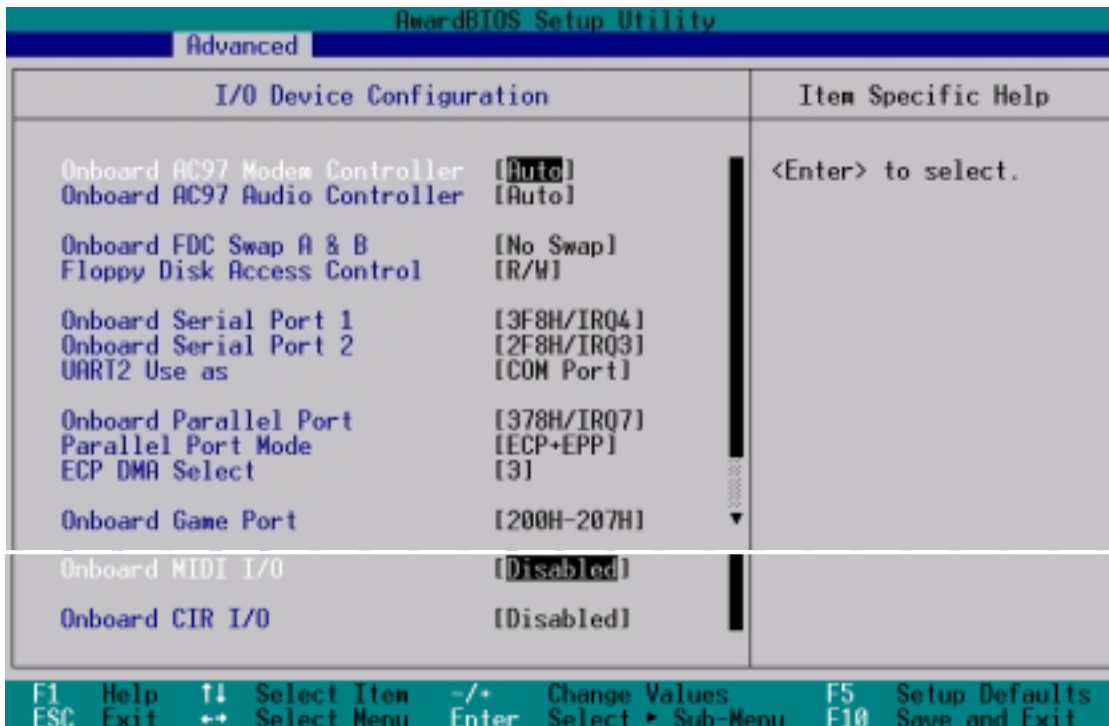 AwardBIOS Setup Utility
Advanced
I/O Device Configuration
Item Specific Help
Onboard AC97 Modem Controller [Auto]
Onboard AC97 Audio Controller [Auto]
Onboard FDC Swap A & B [No Swap]
Floppy Disk Access Control [R/W]
Onboard Serial Port 1 [3F8H/IRQ4]
Onboard Serial Port 2 [2F8H/IRQ3]
UART2 Use as [COM Port]
Onboard Parallel Port [378H/IRQ7]
Parallel Port Mode [ECP+EPP]
ECP DMA Select [3]
Onboard Game Port [200H-207H]
Onboard MIDI I/O [Disabled]
Onboard CIR I/O [Disabled]
<Enter> to select.
F1 Help ↑↓ Select Item -/+ Change Values F5 Setup Defaults
ESC Exit ←→ Select Menu Enter Select ► Sub-Menu F10 Save and Exit